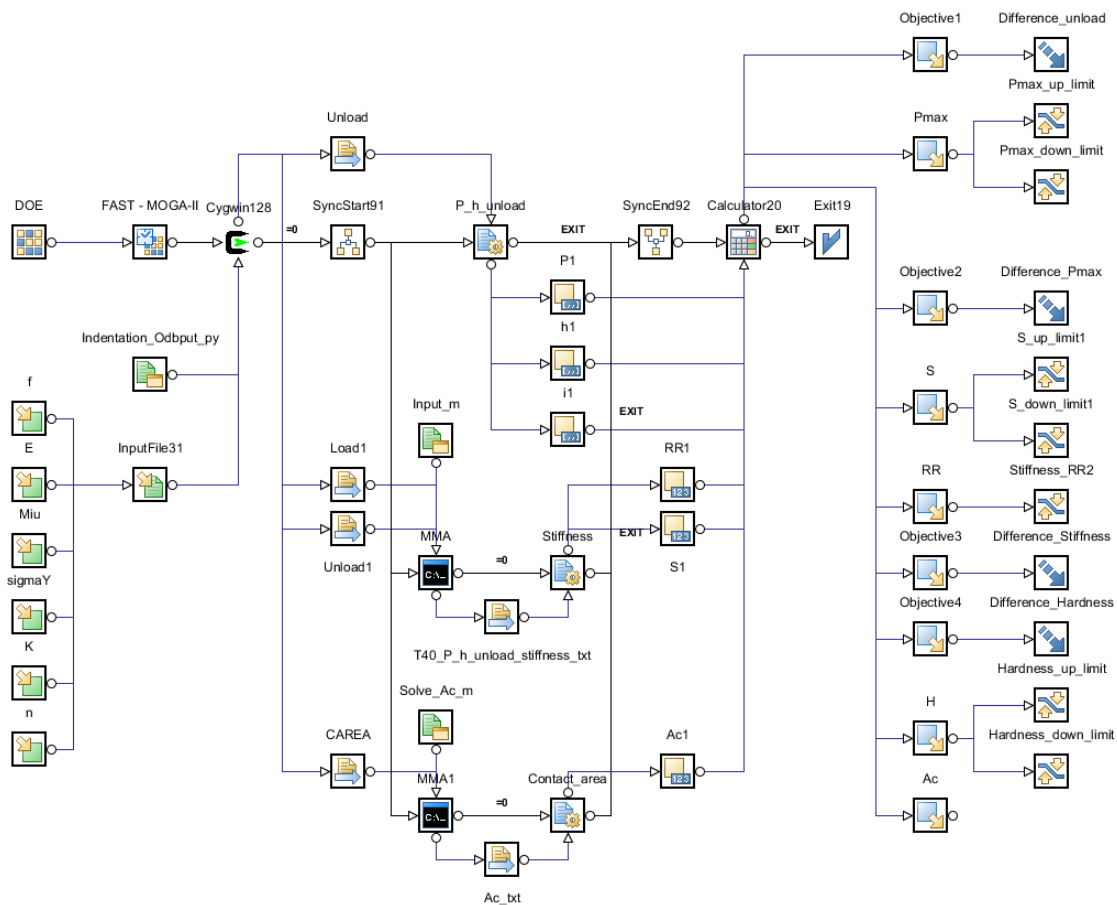 Objective1
Difference_unload
Pmax_up_limit
Unload
Pmax
Pmax_down_limit
DOE
FAST - MOGA-II
Cygwin128
SyncStart91
P_h_unload
SyncEnd92
Calculator20
Exit19
=0
EXIT
EXIT
P1
Objective2
Difference_Pmax
h1
Indentation_Odbput_py
S_up_limit1
f
i1
S
Input_m
S_down_limit1
EXIT
E
InputFile31
Load1
RR1
RR
Stiffness_RR2
Miu
MMA
Stiffness
EXIT
Objective3
Difference_Stiffness
=0
Unload1
S1
sigmaY
Objective4
Difference_Hardness
K
T40_P_h_unload_stiffness_txt
Hardness_up_limit
Solve_Ac_m
n
H
CAREA
Ac1
Hardness_down_limit
MMA1
Contact_area
Ac
=0
Ac_txt
C:\_
C:\_
123
123
123